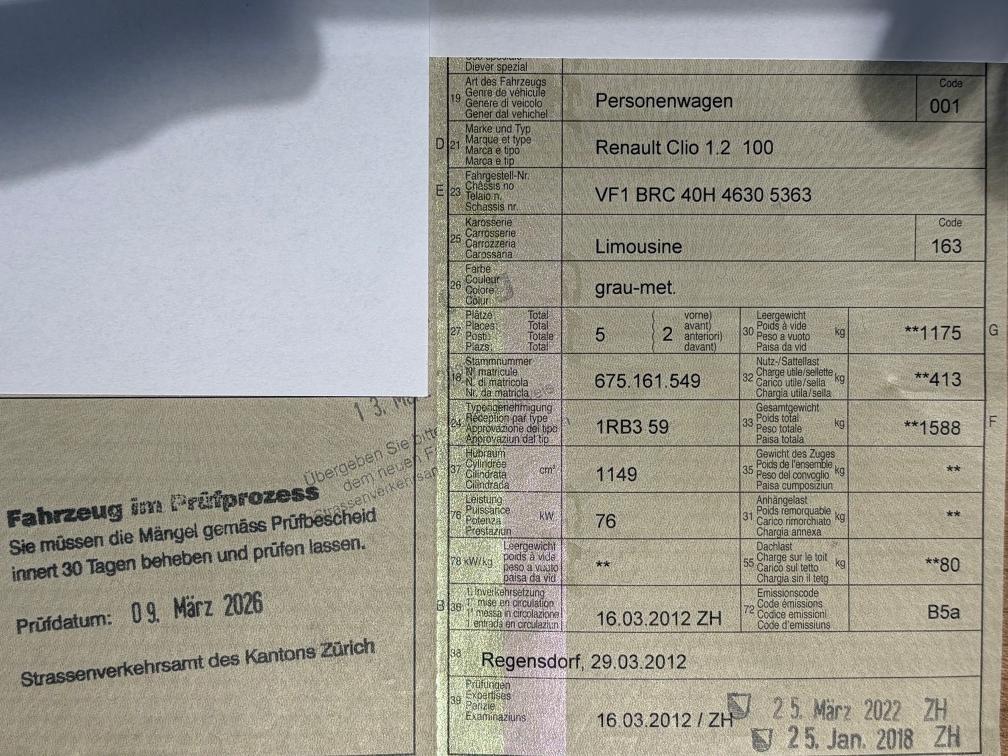 Diever spezial
19
Art des Fahrzeugs
Genre de véhicule
Genere di veicolo
Gener dal vehichel
Personenwagen
Code
001
D
21
Marke und Typ
Marque et type
Marca e tipo
Marca e tip
Renault Clio 1.2 100
E
23
Fahrgestell-Nr.
Châssis no
Telaio n.
Schassis nr.
VF1 BRC 40H 4630 5363
25
Karosserie
Carrosserie
Carrozzeria
Carossaria
Limousine
Code
163
26
Farbe
Couleur
Colore
Colur
grau-met.
27
Plätze Total
Places Total
Posti Totale
Plazs Total
5
2
vorne)
avant)
anteriori)
davant)
30
Leergewicht
Poids à vide
Peso a vuoto
Paisa da vid
kg
**1175
G
18
Stammnummer
N° matricule
N. di matricola
Nr. da matricla
675.161.549
32
Nutz-/Sattellast
Charge utile/sellette
Carico utile/sella
Chargia utila/sella
kg
**413
24
Typengenehmigung
Réception par type
Approvazione del tipo
Approvaziun dal tip
1RB3 59
33
Gesamtgewicht
Poids total
Peso totale
Paisa totala
kg
**1588
F
37
Hubraum
Cylindrée
Cilindrata
Cilindrada
cm³
1149
35
Gewicht des Zuges
Poids de l'ensemble
Peso del convoglio
Paisa cumposiziun
kg
**
76
Leistung
Puissance
Potenza
Prestaziun
kW
76
31
Anhängelast
Poids remorquable
Carico rimorchiato
Chargia annexa
kg
**
78 kW/kg
Leergewicht
poids à vide
peso a vuoto
paisa da vid
**
55
Dachlast
Charge sur le toit
Carico sul tetto
Chargia sin il tetg
kg
**80
B
36
1. Inverkehrsetzung
1re mise en circulation
1a messa in circolazione
1. entrada en circulaziun
16.03.2012 ZH
72
Emissionscode
Code émissions
Codice emissioni
Code d'emissiuns
B5a
38
Regensdorf, 29.03.2012
39
Prüfungen
Expertises
Perizie
Examinaziuns
16.03.2012 / ZH
25. März 2022 ZH
25. Jan. 2018 ZH
1 3.
Übergeben Sie bitte
dem neuen
Fahrzeug im Prüfprozess
Sie müssen die Mängel gemäss Prüfbescheid
innert 30 Tagen beheben und prüfen lassen.
Prüfdatum: 09. März 2026
Strassenverkehrsamt des Kantons Zürich